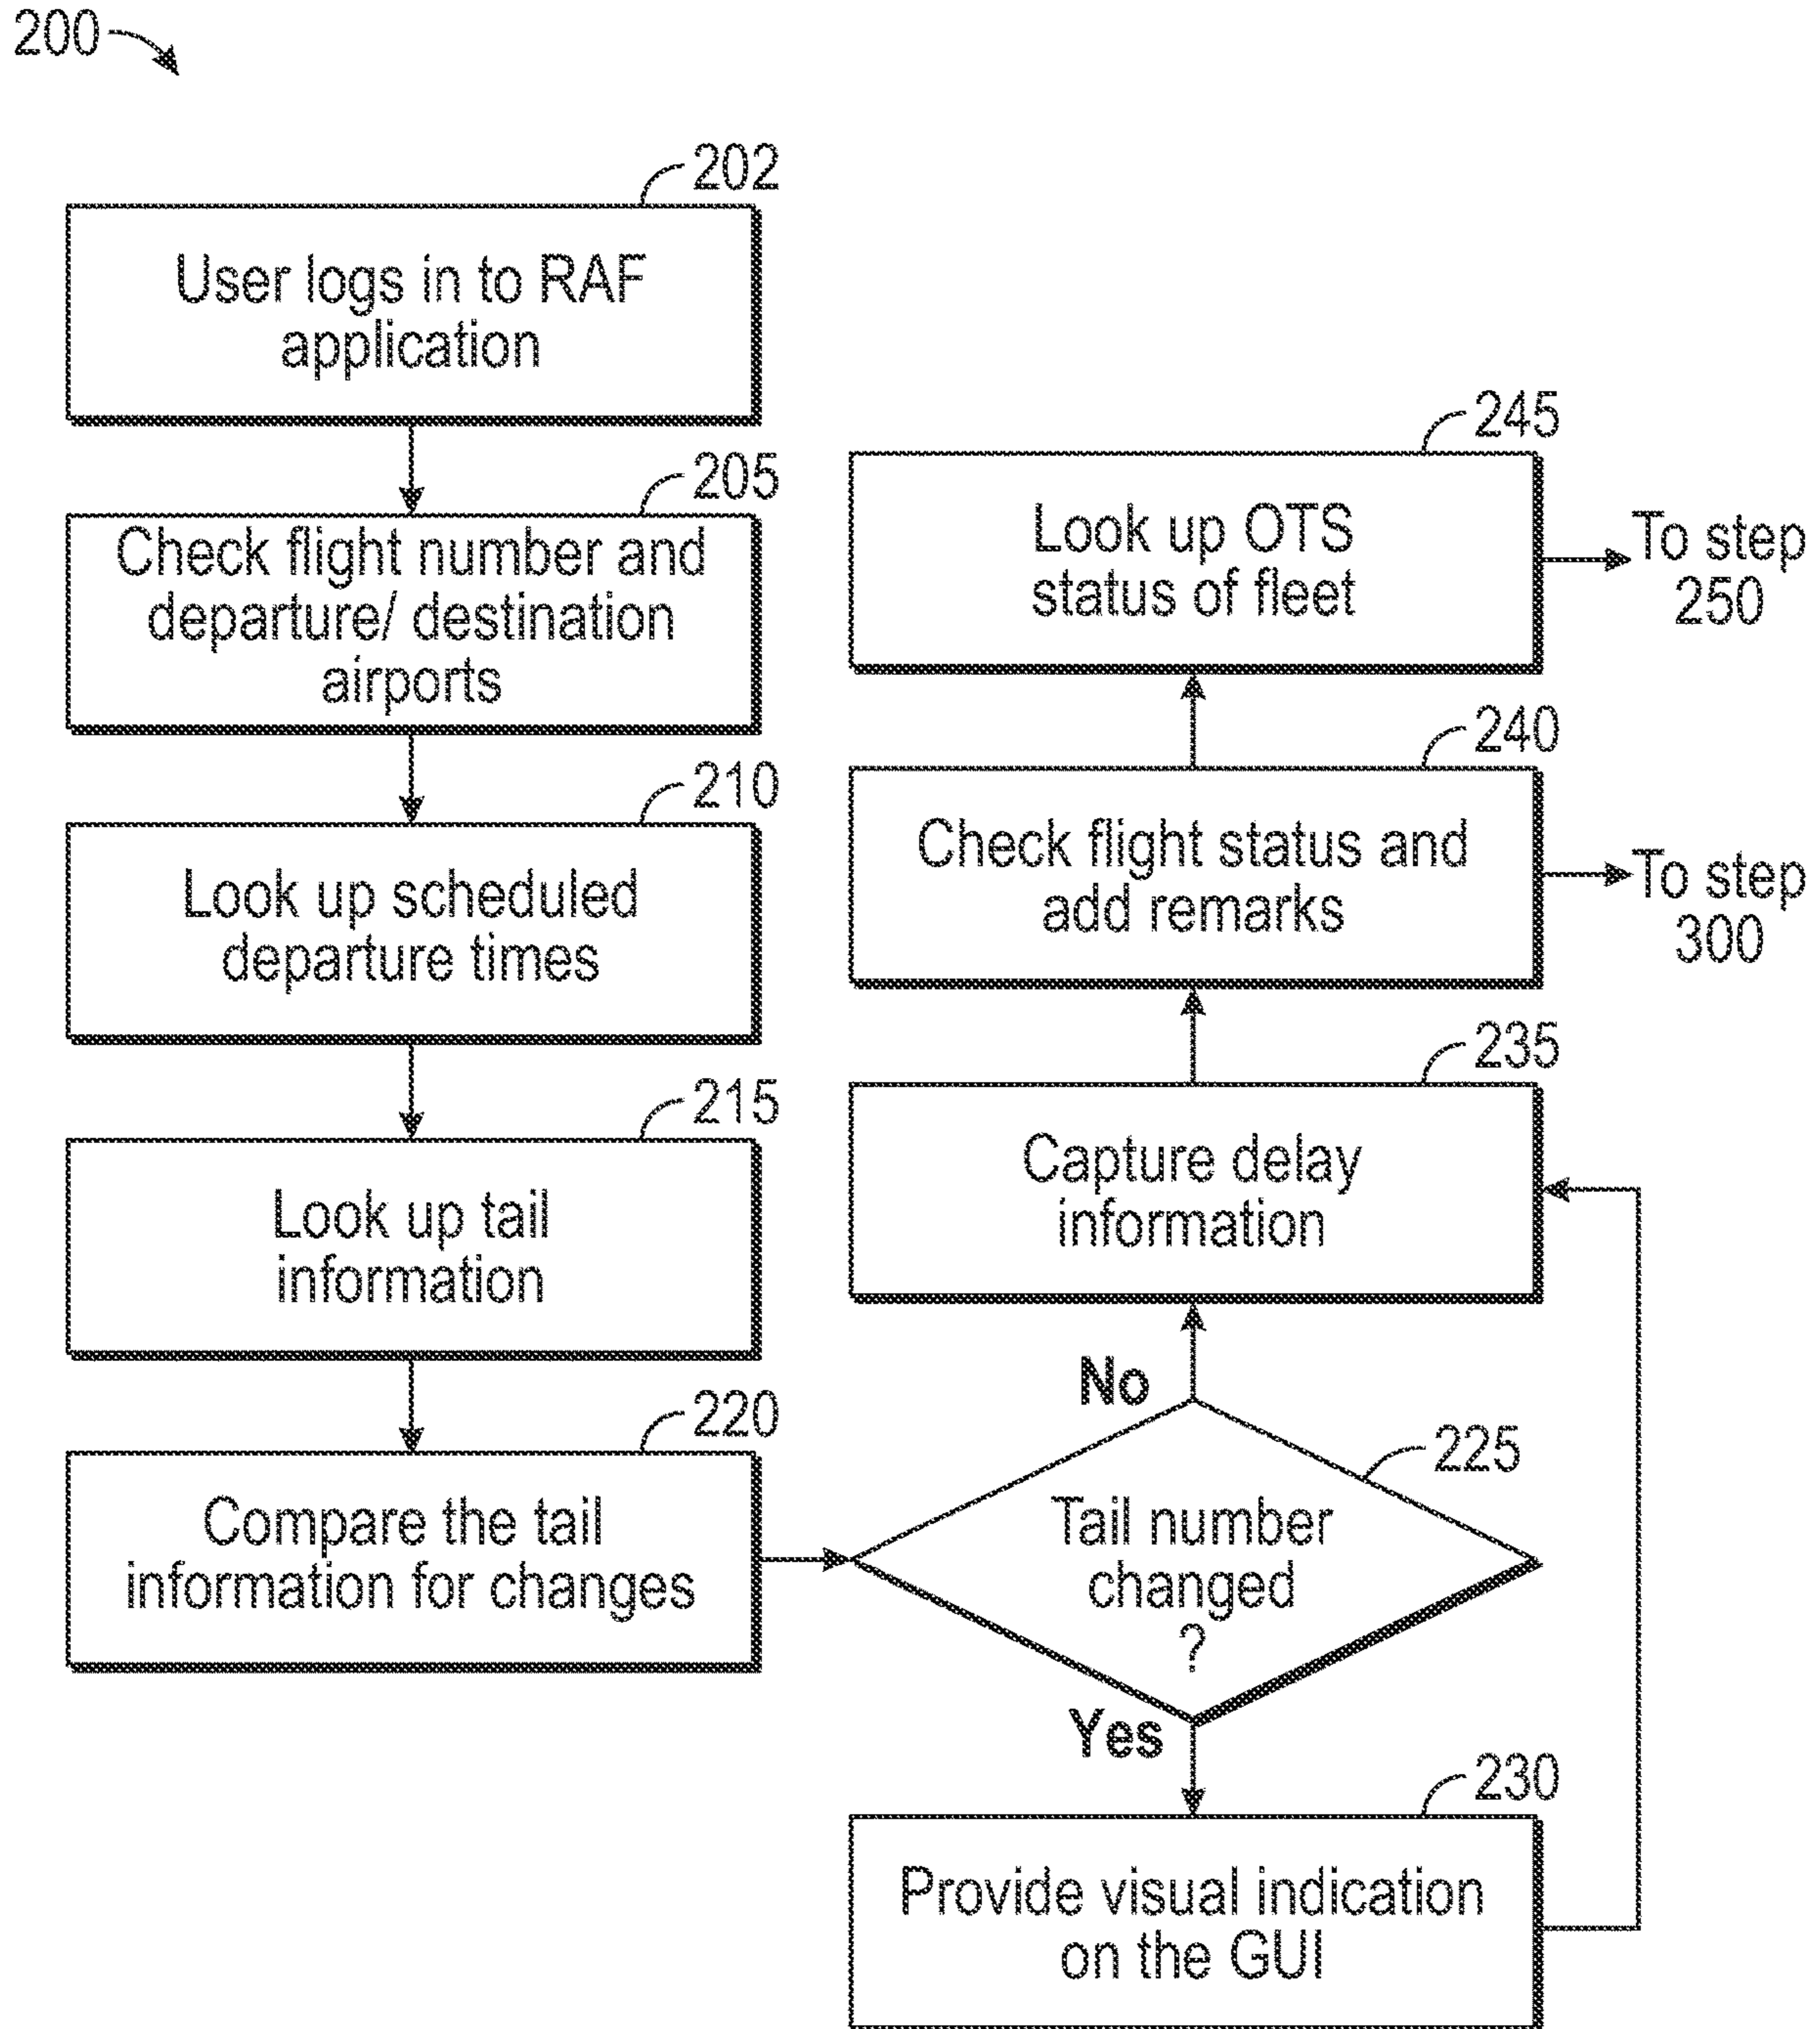 200
202
User logs in to RAF
application
205
Check flight number and
departure/ destination
airports
210
Look up scheduled
departure times
215
Look up tail
information
220
Compare the tail
information for changes
225
Tail number
changed
?
No
Yes
230
Provide visual indication
on the GUI
235
Capture delay
information
240
Check flight status and
add remarks
To step
300
245
Look up OTS
status of fleet
To step
250